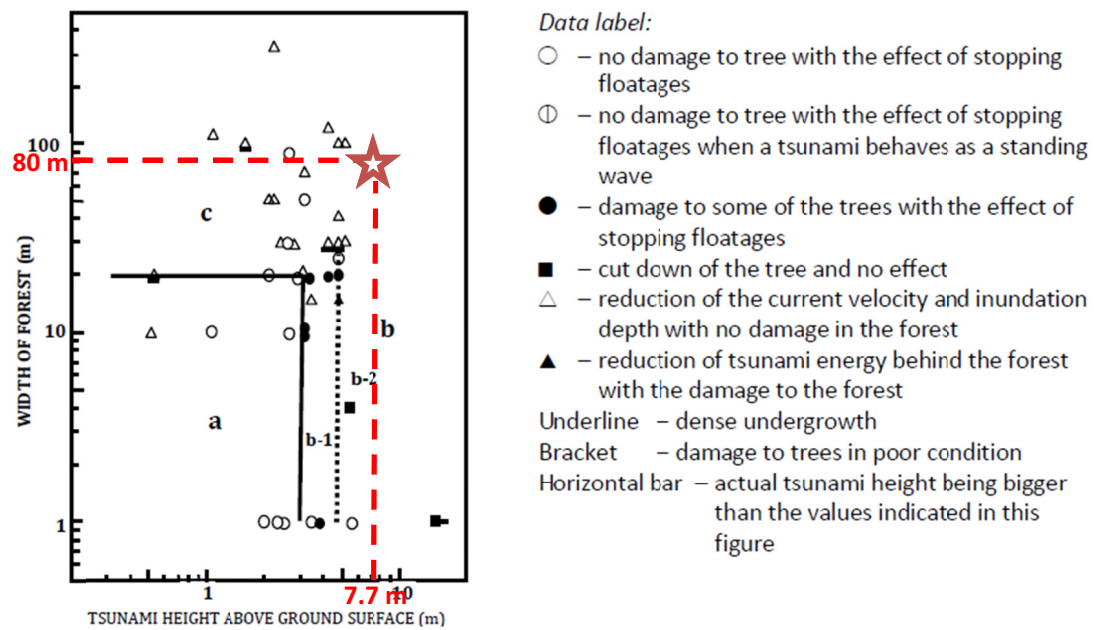 100
80 m
c
WIDTH OF FOREST (m)
10
b
b-2
a
b-1
1
1
10
7.7 m
TSUNAMI HEIGHT ABOVE GROUND SURFACE (m)
Data label:
– no damage to tree with the effect of stopping
floatages
– no damage to tree with the effect of stopping
floatages when a tsunami behaves as a standing
wave
– damage to some of the trees with the effect of
stopping floatages
– cut down of the tree and no effect
– reduction of the current velocity and inundation
depth with no damage in the forest
– reduction of tsunami energy behind the forest
with the damage to the forest
Underline – dense undergrowth
Bracket – damage to trees in poor condition
Horizontal bar – actual tsunami height being bigger
than the values indicated in this
figure